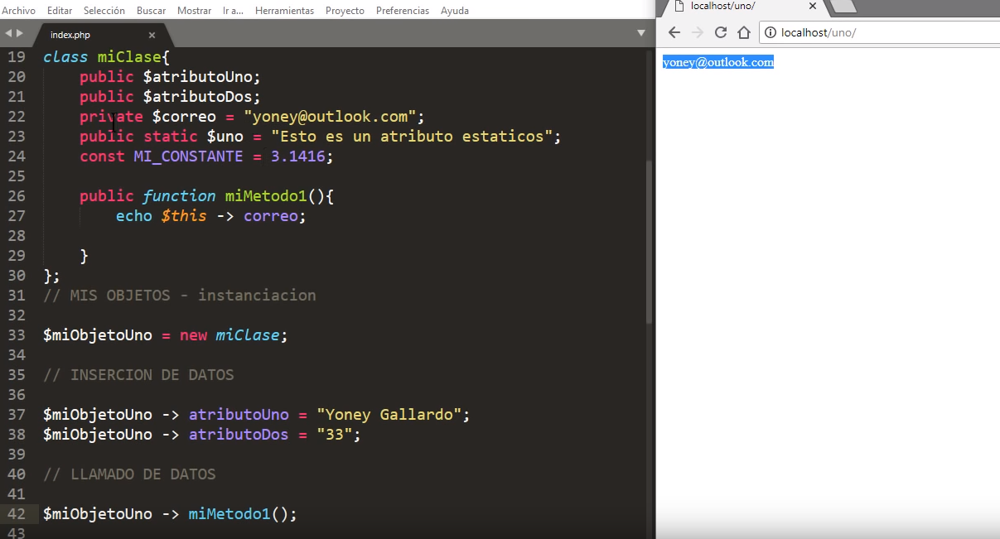 Archivo Editar Selección Buscar Mostrar Ir a... Herramientas Proyecto Preferencias Ayuda
index.php ×
19 class miClase{
20 public $atributoUno;
21 public $atributoDos;
22 private $correo = "yoney@outlook.com";
23 public static $uno = "Esto es un atributo estaticos";
24 const MI_CONSTANTE = 3.1416;
25
26 public function miMetodo1(){
27 echo $this -> correo;
28
29 }
30 };
31 // MIS OBJETOS - instanciacion
32
33 $miObjetoUno = new miClase;
34
35 // INSERCION DE DATOS
36
37 $miObjetoUno -> atributoUno = "Yoney Gallardo";
38 $miObjetoUno -> atributoDos = "33";
39
40 // LLAMADO DE DATOS
41
42 $miObjetoUno -> miMetodo1();
43
localhost/uno/ ×
localhost/uno/
yoney@outlook.com